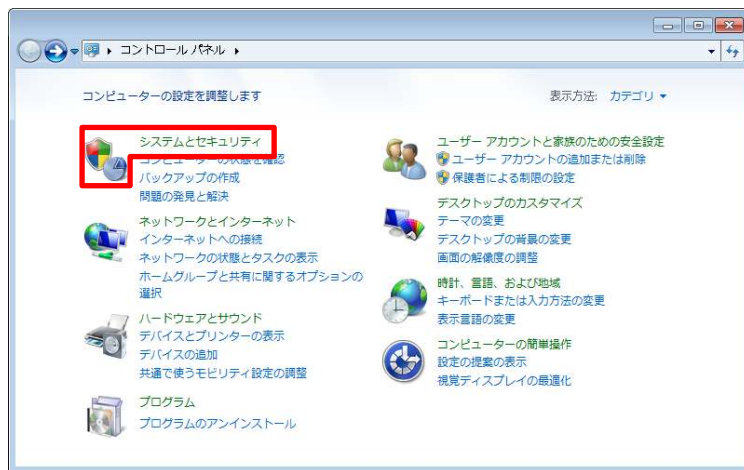 コントロール パネル
コンピューターの設定を調整します
表示方法: カテゴリ
システムとセキュリティ
コンピューターの状態を確認
バックアップの作成
問題の発見と解決
ネットワークとインターネット
インターネットへの接続
ネットワークの状態とタスクの表示
ホームグループと共有に関するオプションの
選択
ハードウェアとサウンド
デバイスとプリンターの表示
デバイスの追加
共通で使うモビリティ設定の調整
プログラム
プログラムのアンインストール
ユーザー アカウントと家族のための安全設定
ユーザー アカウントの追加または削除
保護者による制限の設定
デスクトップのカスタマイズ
テーマの変更
デスクトップの背景の変更
画面の解像度の調整
時計、言語、および地域
キーボードまたは入力方法の変更
表示言語の変更
コンピューターの簡単操作
設定の提案の表示
視覚ディスプレイの最適化